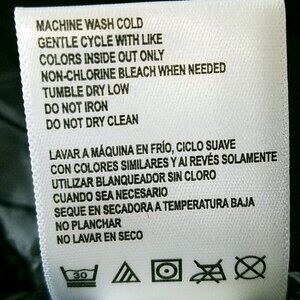 MACHINE WASH COLD
GENTLE CYCLE WITH LIKE
COLORS INSIDE OUT ONLY
NON-CHLORINE BLEACH WHEN NEEDED
TUMBLE DRY LOW
DO NOT IRON
DO NOT DRY CLEAN
LAVAR A MÁQUINA EN FRÍO, CICLO SUAVE
CON COLORES SIMILARES Y AL REVÉS SOLAMENTE
UTILIZAR BLANQUEADOR SIN CLORO
CUANDO SEA NECESARIO
SEQUE EN SECADORA A TEMPERATURA BAJA
NO PLANCHAR
NO LAVAR EN SECO
30